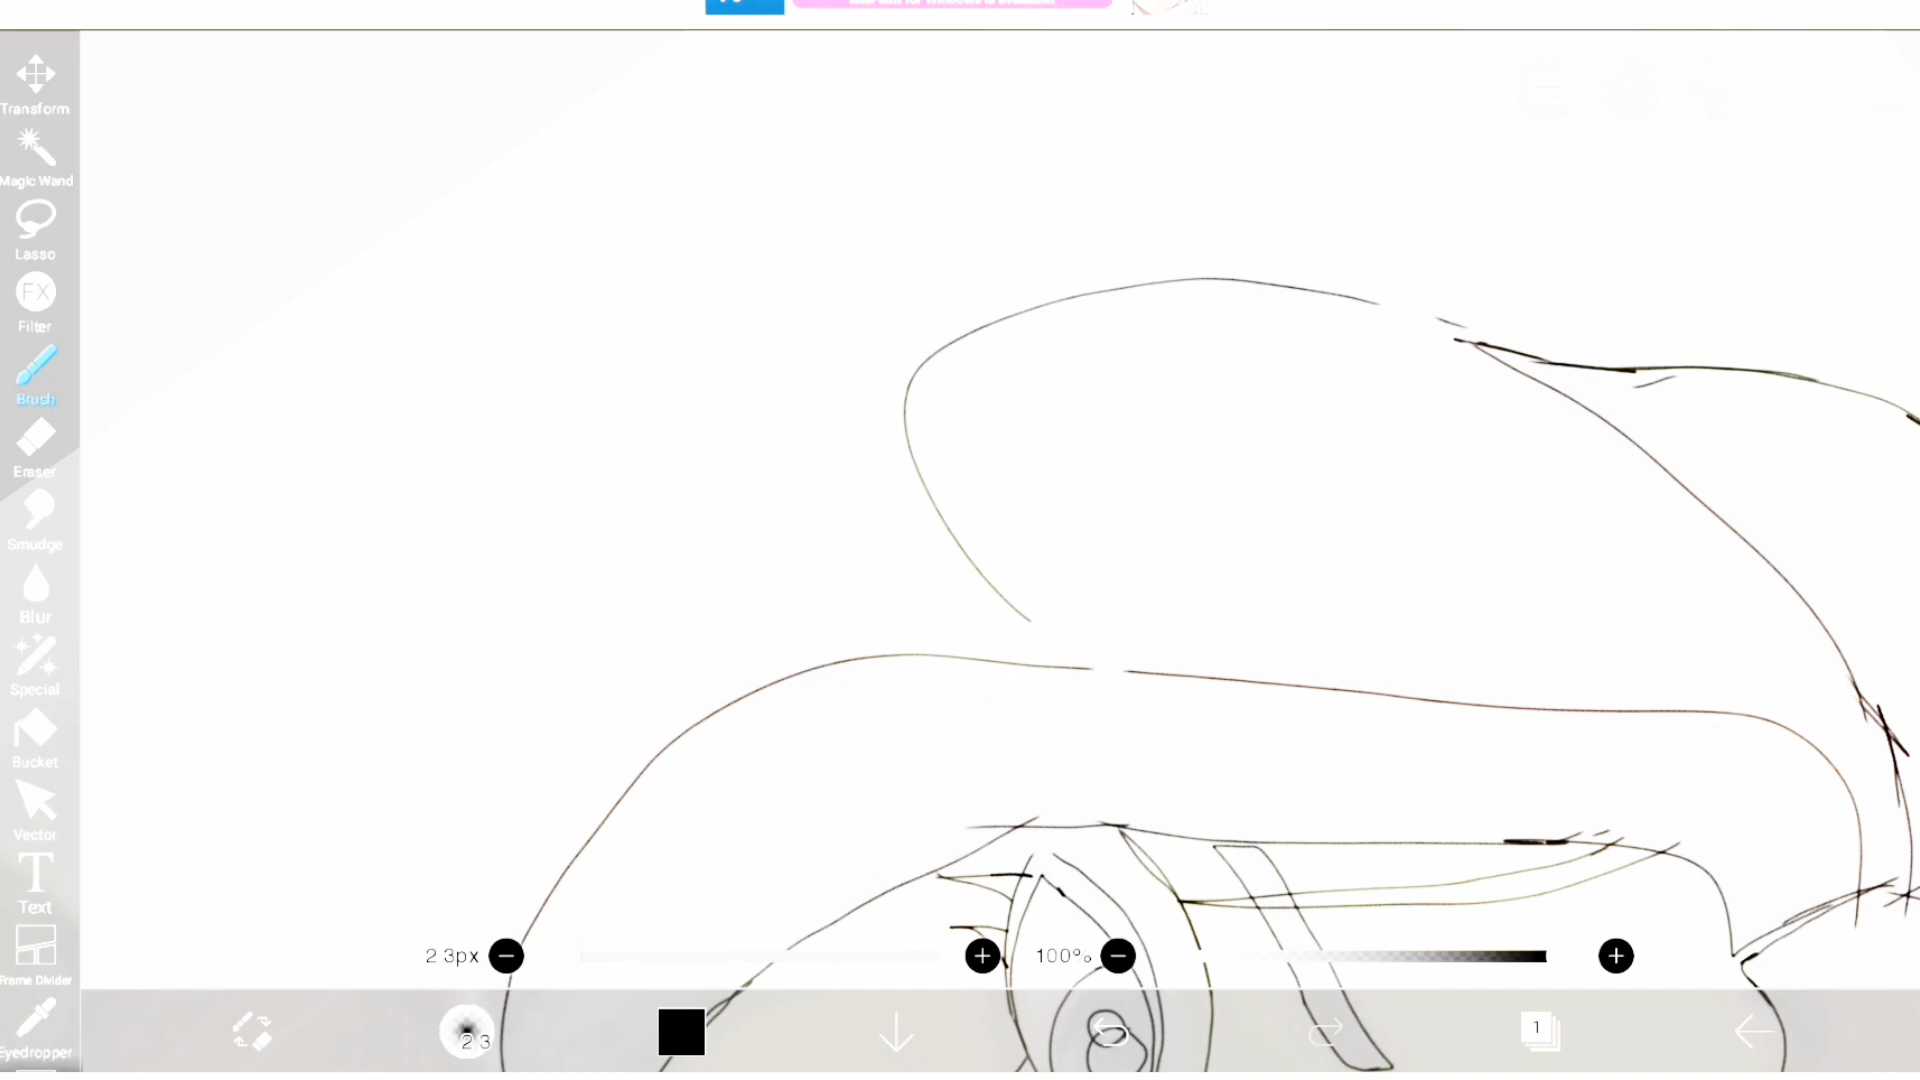 Transform
Magic Wand
Lasso
FX
Filter
Brush
Eraser
Smudge
Blur
Special
Bucket
Vector
T
Text
Frame Divider
Eyedropper
2 3px
100%
2 3
1